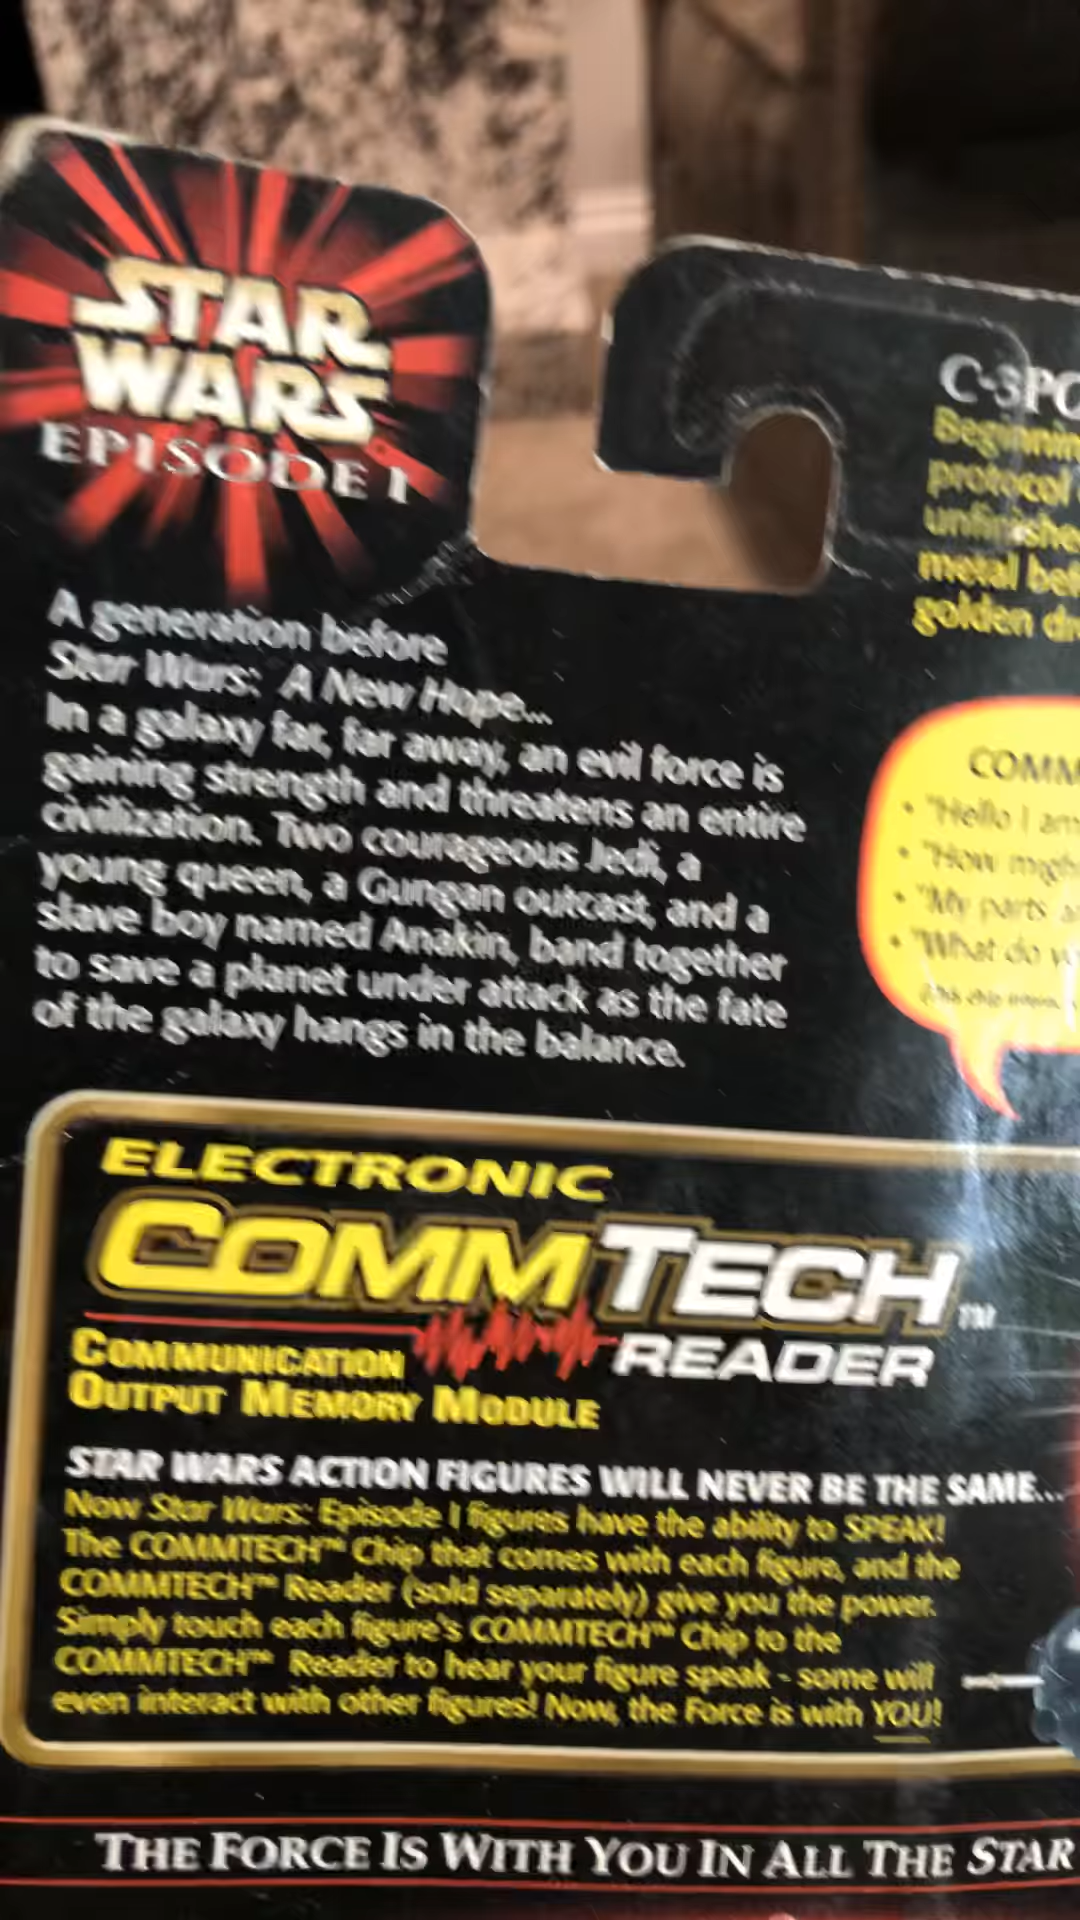 STAR
WARS
EPISODE I
A generation before
Star Wars: A New Hope...
In a galaxy far, far away, an evil force is
gaining strength and threatens an entire
civilization. Two courageous Jedi, a
young queen, a Gungan outcast, and a
slave boy named Anakin, band together
to save a planet under attack as the fate
of the galaxy hangs in the balance.
C-3PO
Beginnin
protocol
unfinishe
metal bef
golden dr
COMM
• "Hello I am
• "How migh
• "My parts a
• "What do w
ELECTRONIC
COMMTECH™
READER
COMMUNICATION
OUTPUT MEMORY MODULE
STAR WARS ACTION FIGURES WILL NEVER BE THE SAME...
Now Star Wars: Episode I figures have the ability to SPEAK!
The COMMTECH™ Chip that comes with each figure, and the
COMMTECH™ Reader (sold separately) give you the power.
Simply touch each figure's COMMTECH™ Chip to the
COMMTECH™ Reader to hear your figure speak - some will
even interact with other figures! Now, the Force is with YOU!
THE FORCE IS WITH YOU IN ALL THE STAR